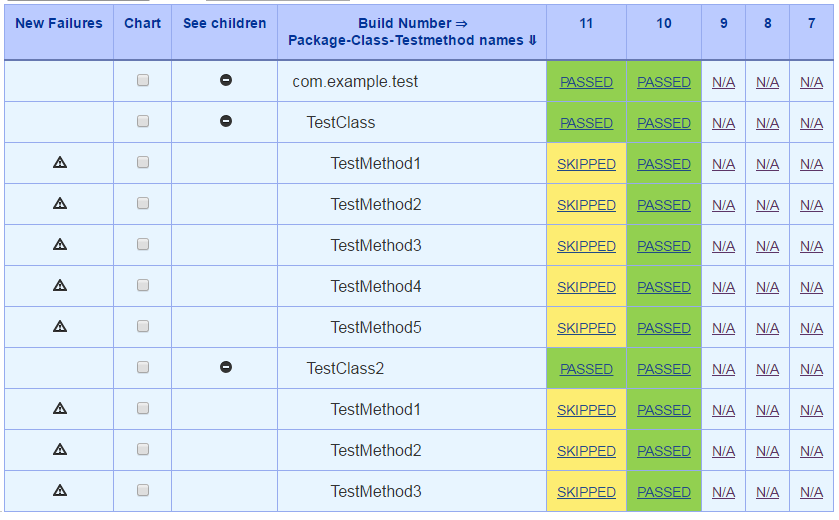 New Failures Chart See children Build Number ⇒ 11 10 9 8 7
Package-Class-Testmethod names ⇓
com.example.test PASSED PASSED N/A N/A N/A
TestClass PASSED PASSED N/A N/A N/A
TestMethod1 SKIPPED PASSED N/A N/A N/A
TestMethod2 SKIPPED PASSED N/A N/A N/A
TestMethod3 SKIPPED PASSED N/A N/A N/A
TestMethod4 SKIPPED PASSED N/A N/A N/A
TestMethod5 SKIPPED PASSED N/A N/A N/A
TestClass2 PASSED PASSED N/A N/A N/A
TestMethod1 SKIPPED PASSED N/A N/A N/A
TestMethod2 SKIPPED PASSED N/A N/A N/A
TestMethod3 SKIPPED PASSED N/A N/A N/A